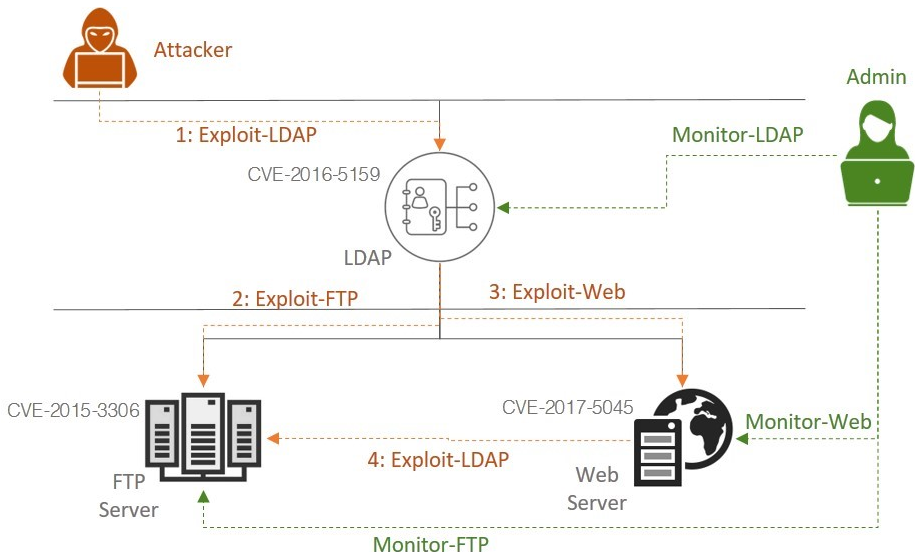 Attacker
Admin
1: Exploit-LDAP
Monitor-LDAP
CVE-2016-5159
LDAP
2: Exploit-FTP
3: Exploit-Web
CVE-2015-3306
CVE-2017-5045
Monitor-Web
4: Exploit-LDAP
FTP
Server
Web
Server
Monitor-FTP